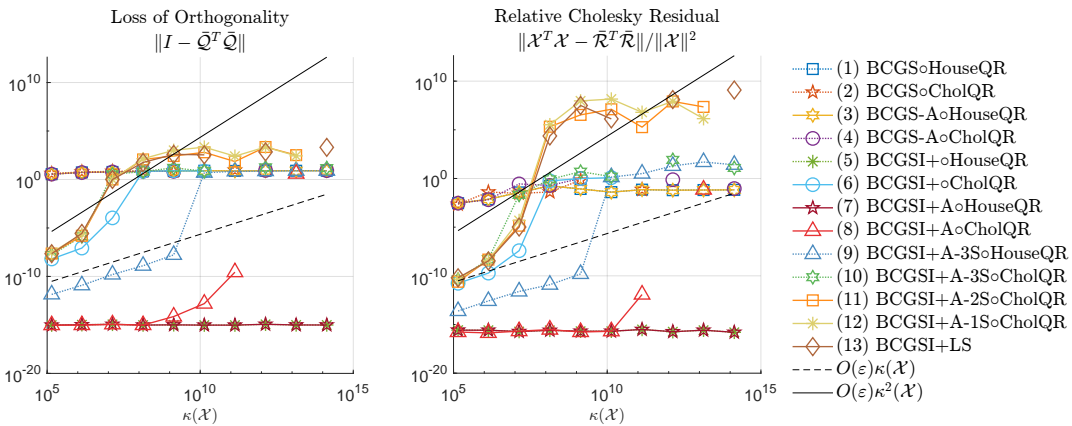 Loss of Orthogonality
‖I − Q̄ᵀQ̄‖
10¹⁰
10⁰
10⁻¹⁰
10⁻²⁰
10⁵
10¹⁰
10¹⁵
κ(𝒳)
Relative Cholesky Residual
‖𝒳ᵀ𝒳 − R̄ᵀR̄‖/‖𝒳‖²
10¹⁰
10⁰
10⁻¹⁰
10⁻²⁰
10⁵
10¹⁰
10¹⁵
κ(𝒳)
(1) BCGS∘HouseQR
(2) BCGS∘CholQR
(3) BCGS-A∘HouseQR
(4) BCGS-A∘CholQR
(5) BCGSI+∘HouseQR
(6) BCGSI+∘CholQR
(7) BCGSI+A∘HouseQR
(8) BCGSI+A∘CholQR
(9) BCGSI+A-3S∘HouseQR
(10) BCGSI+A-3S∘CholQR
(11) BCGSI+A-2S∘CholQR
(12) BCGSI+A-1S∘CholQR
(13) BCGSI+LS
O(ε)κ(𝒳)
O(ε)κ²(𝒳)